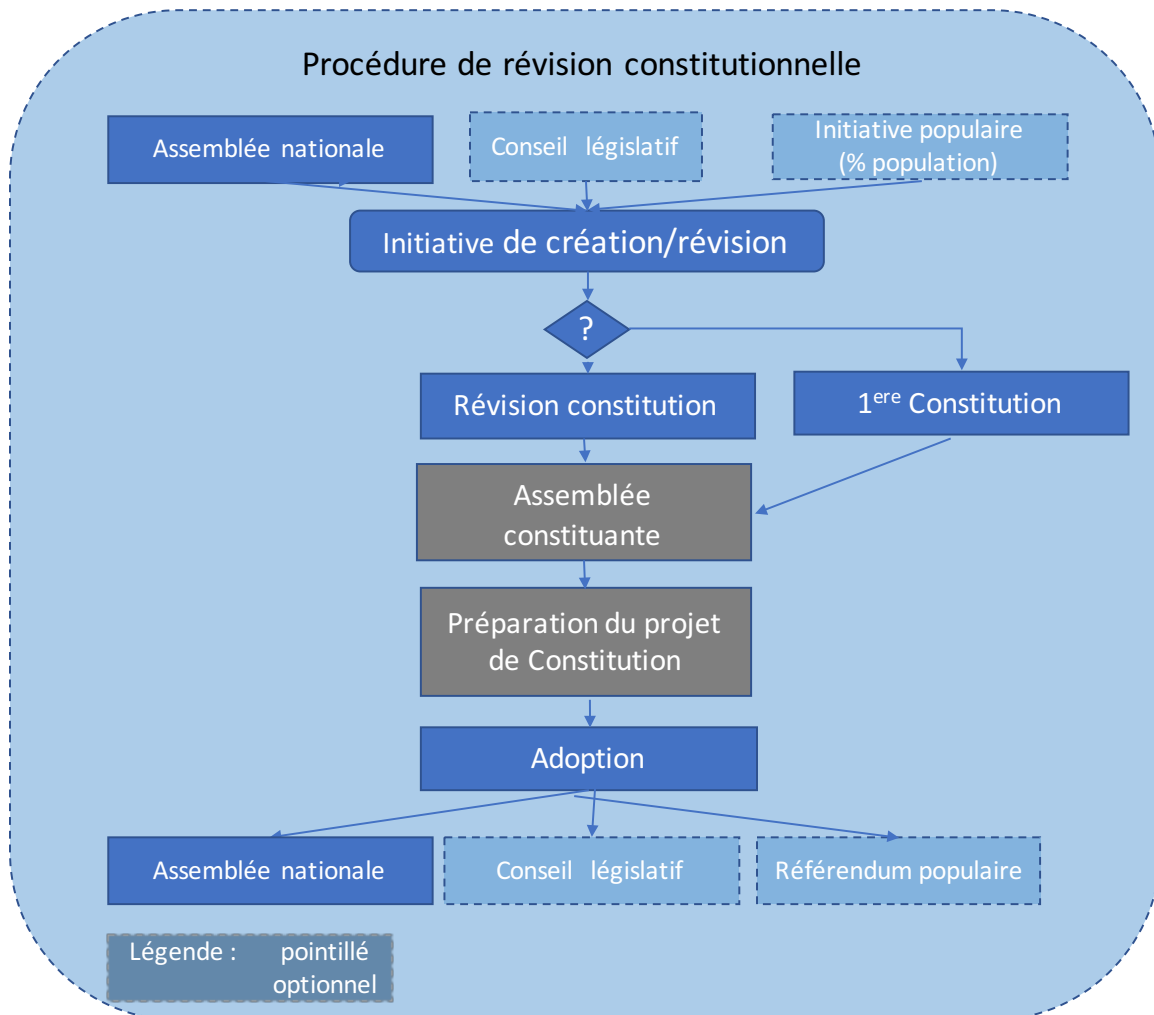 Procédure de révision constitutionnelle
Assemblée nationale
Conseil législatif
Initiative populaire
(% population)
Initiative de création/révision
?
Révision constitution
1ere Constitution
Assemblée
constituante
Préparation du projet
de Constitution
Adoption
Assemblée nationale
Conseil législatif
Référendum populaire
Légende : pointillé
optionnel